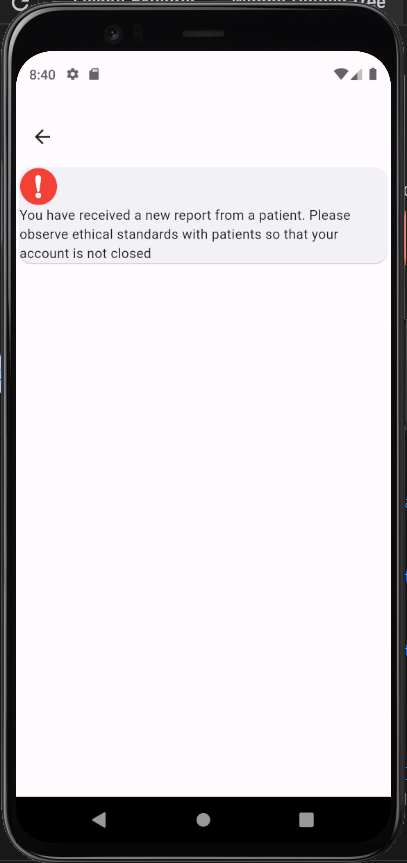 8:40
You have received a new report from a patient. Please
observe ethical standards with patients so that your
account is not closed